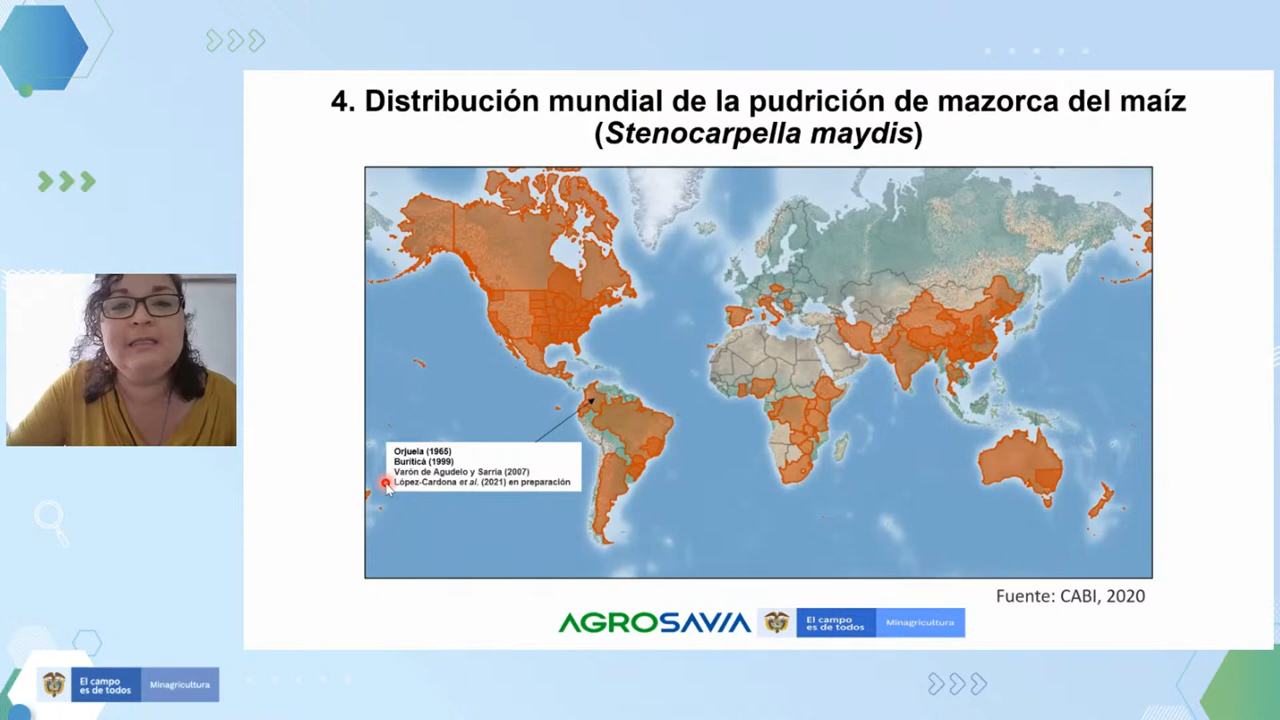 4. Distribución mundial de la pudrición de mazorca del maíz
(Stenocarpella maydis)
Orjuela (1965)
Buriticá (1999)
Varón de Agudelo y Sarria (2007)
López-Cardona et al. (2021) en preparación
Fuente: CABI, 2020
AGROSAVIA
El campo
es de todos
Minagricultura
El campo
es de todos
Minagricultura